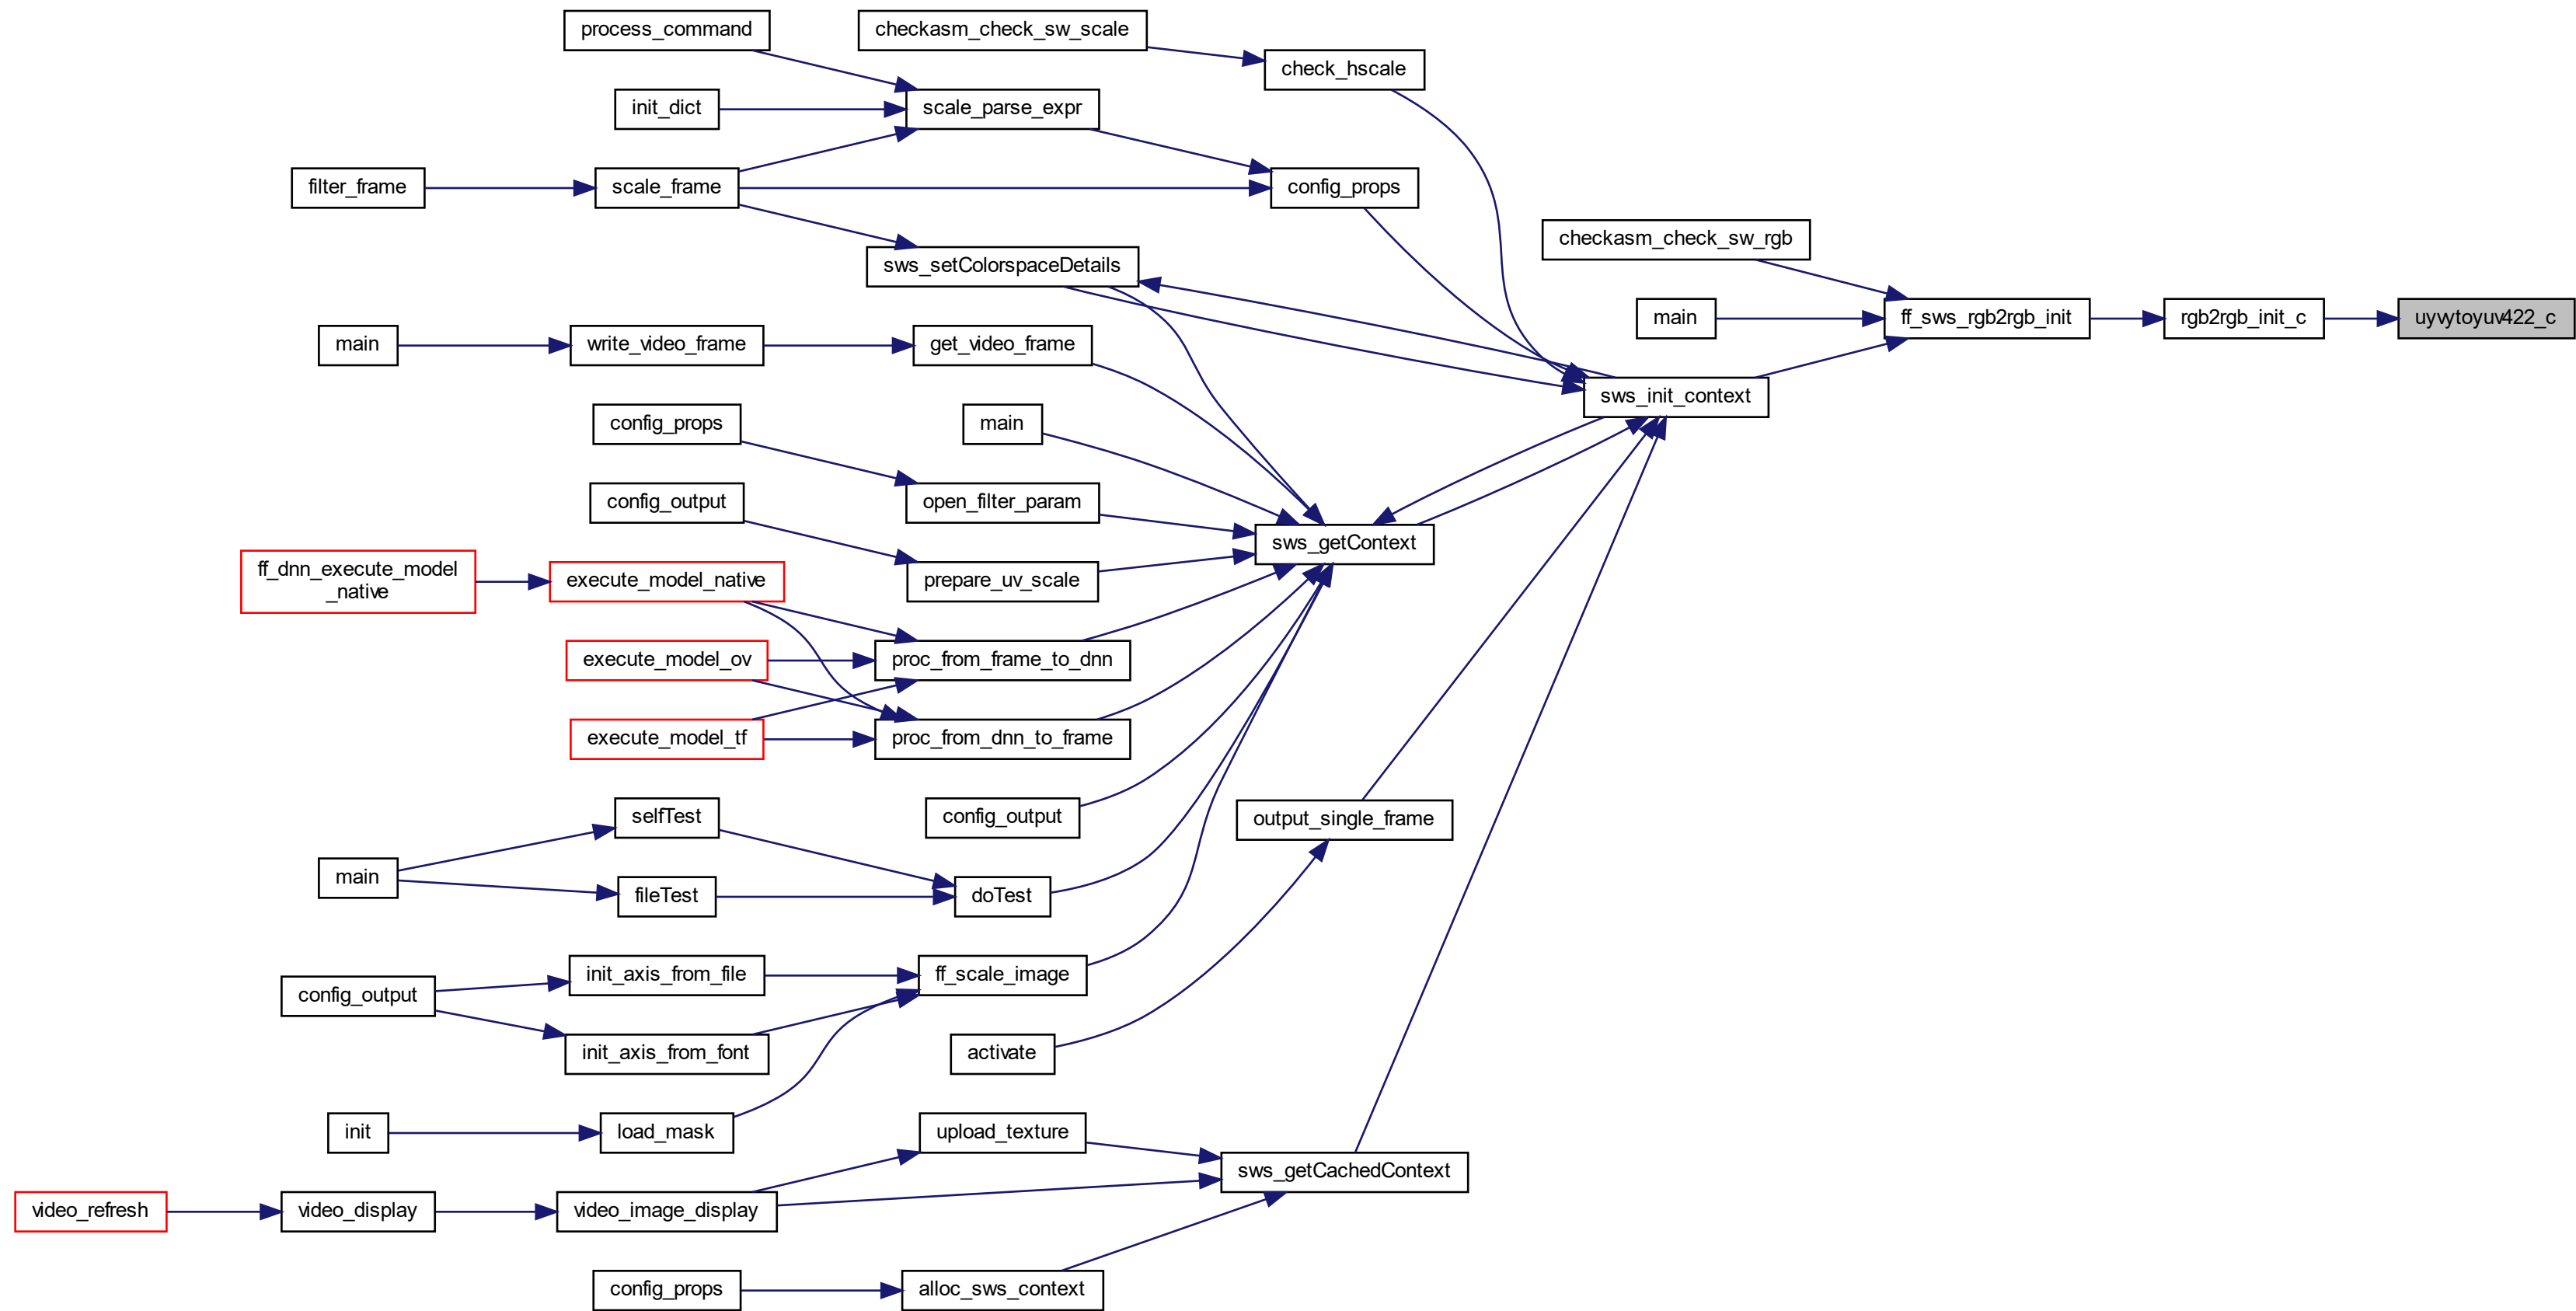 process_command
checkasm_check_sw_scale
check_hscale
init_dict
scale_parse_expr
filter_frame
scale_frame
config_props
checkasm_check_sw_rgb
sws_setColorspaceDetails
main
ff_sws_rgb2rgb_init
rgb2rgb_init_c
uyvytoyuv422_c
main
write_video_frame
get_video_frame
sws_init_context
config_props
main
config_output
open_filter_param
sws_getContext
ff_dnn_execute_model
_native
execute_model_native
prepare_uv_scale
execute_model_ov
proc_from_frame_to_dnn
execute_model_tf
proc_from_dnn_to_frame
selfTest
config_output
output_single_frame
main
fileTest
doTest
config_output
init_axis_from_file
ff_scale_image
init_axis_from_font
activate
init
load_mask
upload_texture
sws_getCachedContext
video_refresh
video_display
video_image_display
config_props
alloc_sws_context